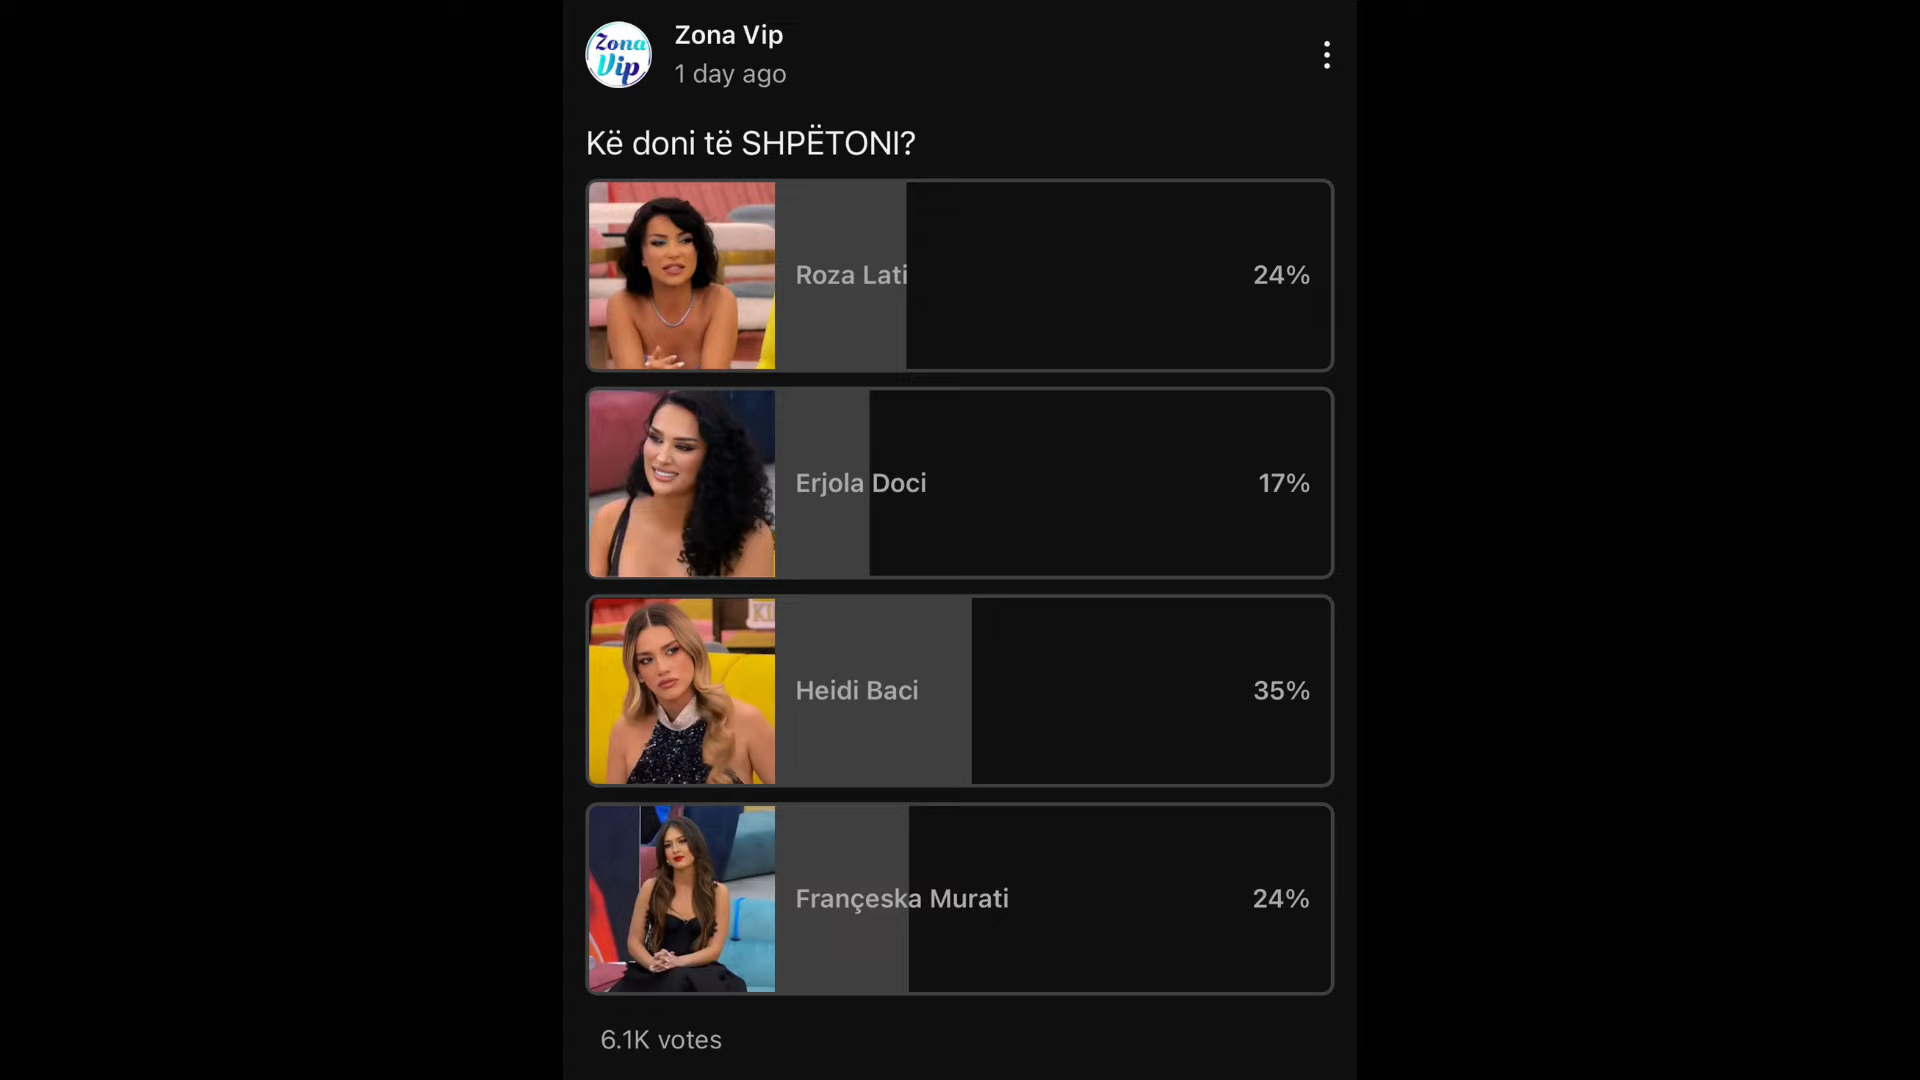 Zona
Vip
Zona Vip
1 day ago
Kë doni të SHPËTONI?
Roza Lati
24%
Erjola Doci
17%
Heidi Baci
35%
Françeska Murati
24%
6.1K votes